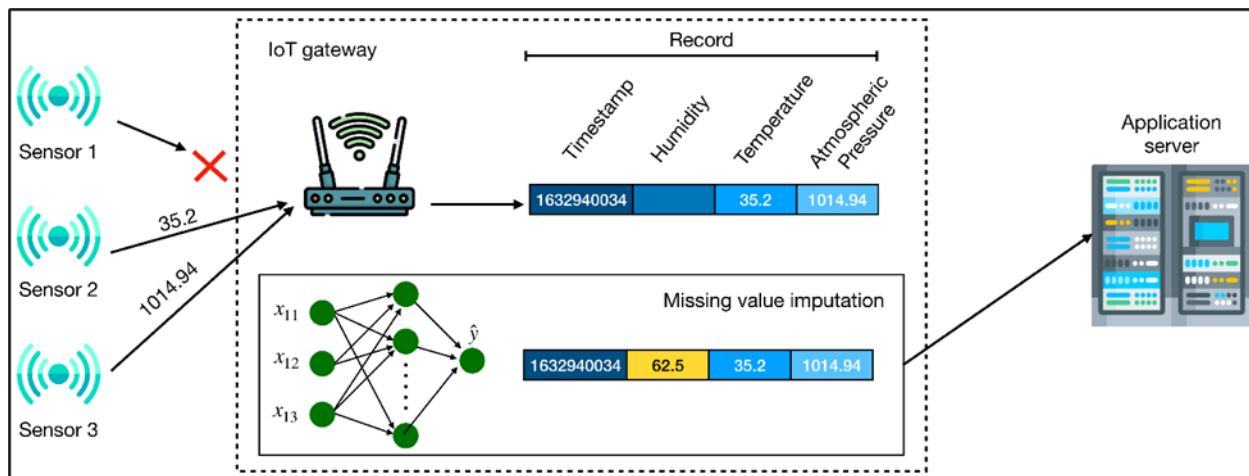 IoT gateway
Record
Timestamp
Humidity
Temperature
Atmospheric
Pressure
Sensor 1
1632940034 35.2 1014.94
35.2
Sensor 2
1014.94
Sensor 3
Missing value imputation
x11
x12
x13
ŷ
1632940034 62.5 35.2 1014.94
Application
server